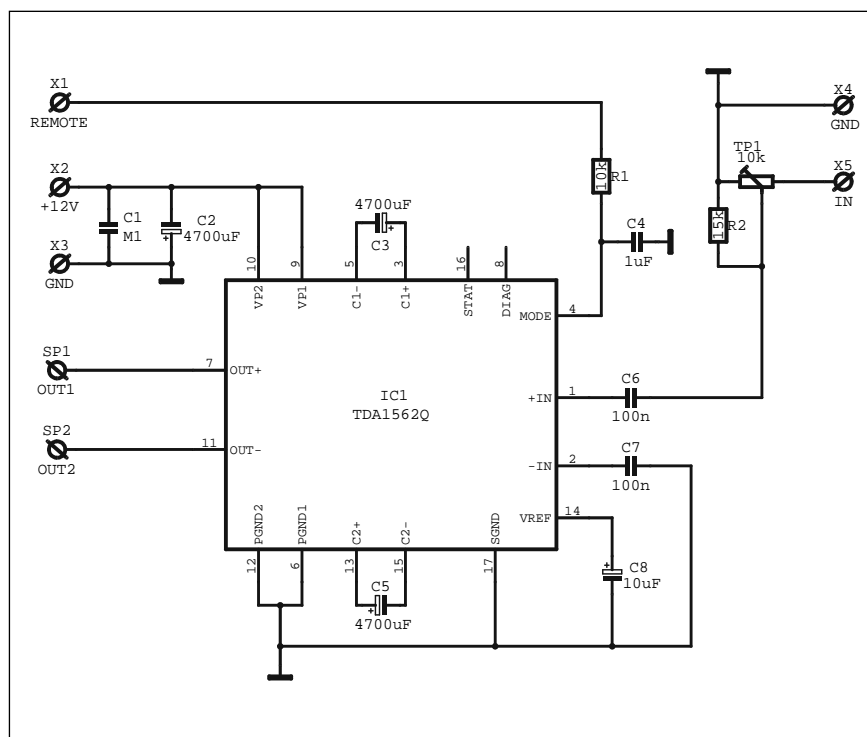 X1
REMOTE
X2
+12V
C1
M1
C2
4700uF
X3
GND
4700uF
C3
10k
R1
C4
1uF
X4
GND
TP1
10k
X5
IN
15k
R2
10
VP2
9
VP1
5
C1-
3
C1+
16
STAT
8
DIAG
MODE
4
SP1
OUT1
7
OUT+
SP2
OUT2
11
OUT-
IC1
TDA1562Q
+IN
1
C6
100n
-IN
2
C7
100n
VREF
14
C8
10uF
PGND2
12
PGND1
6
C2+
13
C2-
15
SGND
17
C5
4700uF